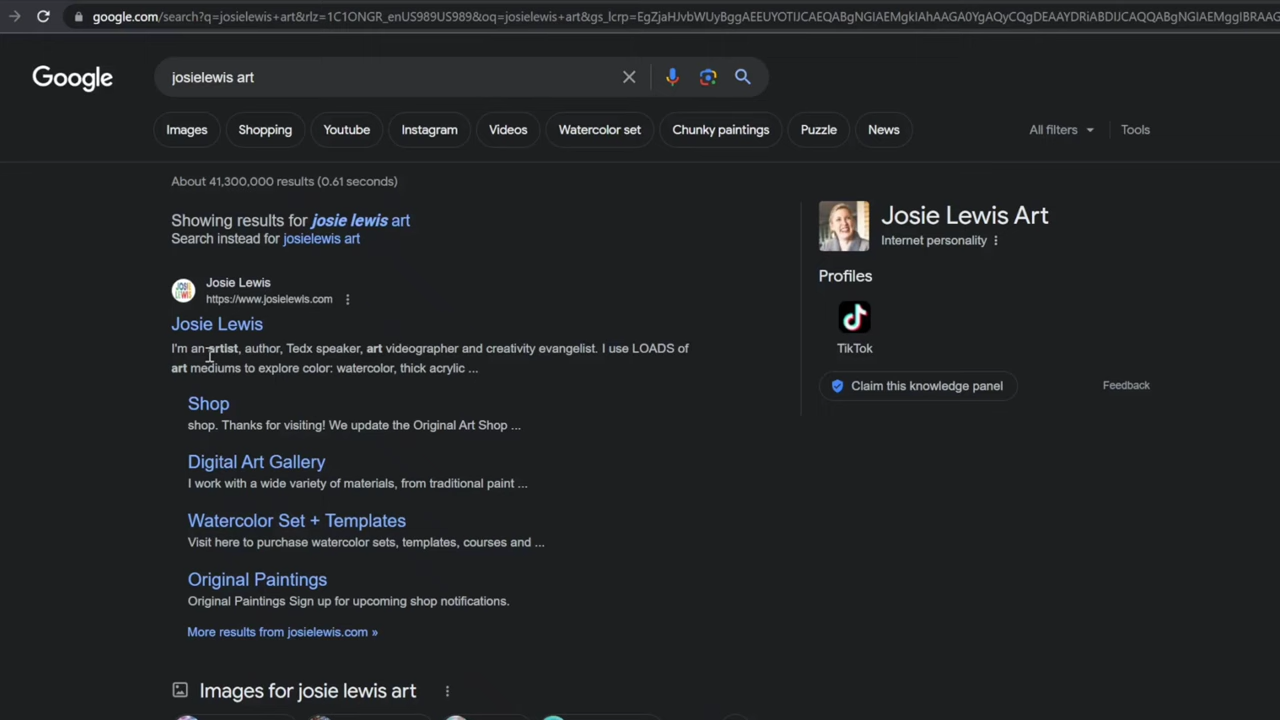 google.com/search?q=josielewis+art&rlz=1C1ONGR_enUS989US989&oq=josielewis+art&gs_lcrp=EgZjaHJvbWUyBggAEEUYOTIJCAEQABgNGIAEMgkIAhAAGA0YgAQyCQgDEAAYDRiABDIJCAQQABgNGIAEMggIBRAAG
Google
josielewis art
Images
Shopping
Youtube
Instagram
Videos
Watercolor set
Chunky paintings
Puzzle
News
All filters
Tools
About 41,300,000 results (0.61 seconds)
Showing results for josie lewis art
Search instead for josielewis art
JOSIE LEWIS
Josie Lewis
https://www.josielewis.com
Josie Lewis
I'm an artist, author, Tedx speaker, art videographer and creativity evangelist. I use LOADS of
art mediums to explore color: watercolor, thick acrylic ...
Shop
shop. Thanks for visiting! We update the Original Art Shop ...
Digital Art Gallery
I work with a wide variety of materials, from traditional paint ...
Watercolor Set + Templates
Visit here to purchase watercolor sets, templates, courses and ...
Original Paintings
Original Paintings Sign up for upcoming shop notifications.
More results from josielewis.com »
Images for josie lewis art
Josie Lewis Art
Internet personality
Profiles
TikTok
Claim this knowledge panel
Feedback